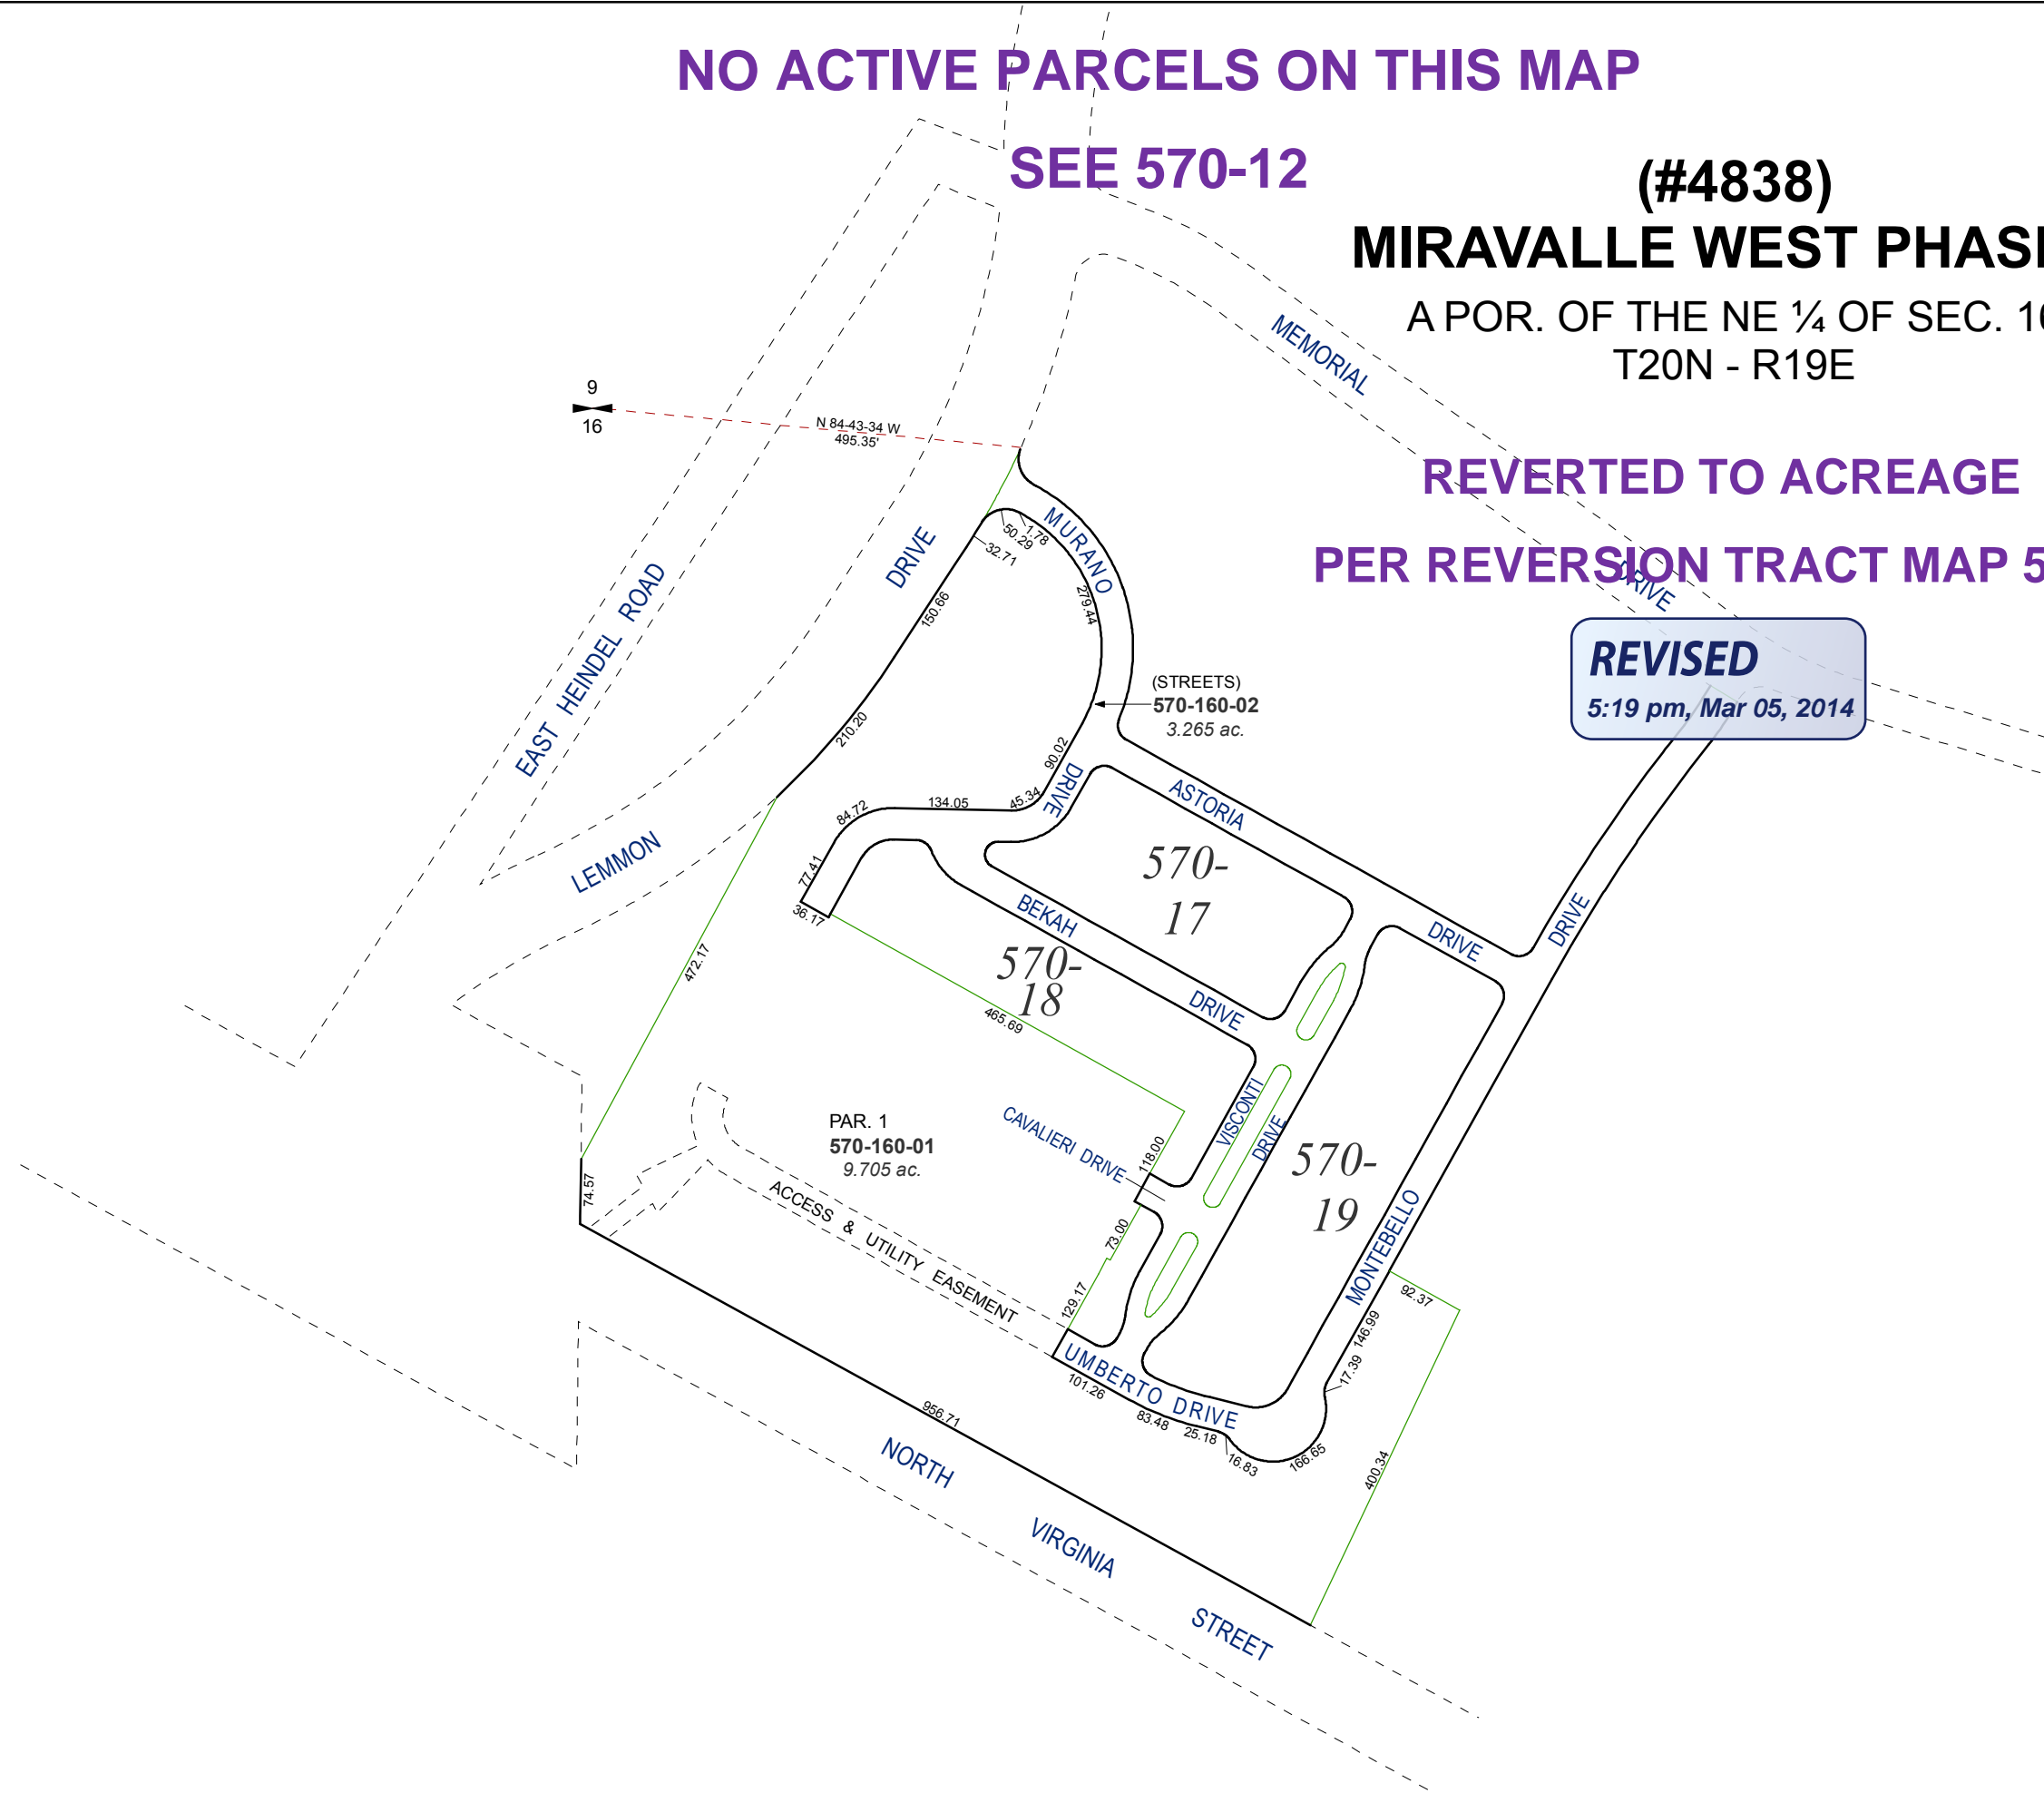 NO ACTIVE PARCELS ON THIS MAP
SEE 570-12
(#4838)
MIRAVALLE WEST PHAS
A POR. OF THE NE ¼ OF SEC. 1
T20N - R19E
REVERTED TO ACREAGE
PER REVERSION TRACT MAP 5
REVISED
5:19 pm, Mar 05, 2014
MEMORIAL
DRIVE
9
16
N 84-43-34 W
495.35'
EAST HEINDEL ROAD
LEMMON
DRIVE
MURANO
DRIVE
1.78
50.29
32.71
150.66
279.44
210.20
(STREETS)
570-160-02
3.265 ac.
90.02
45.34
134.05
84.72
77.41
36.17
ASTORIA
DRIVE
DRIVE
570-
17
BEKAH
DRIVE
570-
18
472.17
465.69
VISCONTI
DRIVE
CAVALIERI DRIVE
118.00
570-
19
MONTEBELLO
PAR. 1
570-160-01
9.705 ac.
74.57
ACCESS & UTILITY EASEMENT
73.00
129.17
92.37
146.99
17.39
UMBERTO DRIVE
101.26
83.48
25.18
16.83
166.65
400.34
956.71
NORTH VIRGINIA STREET